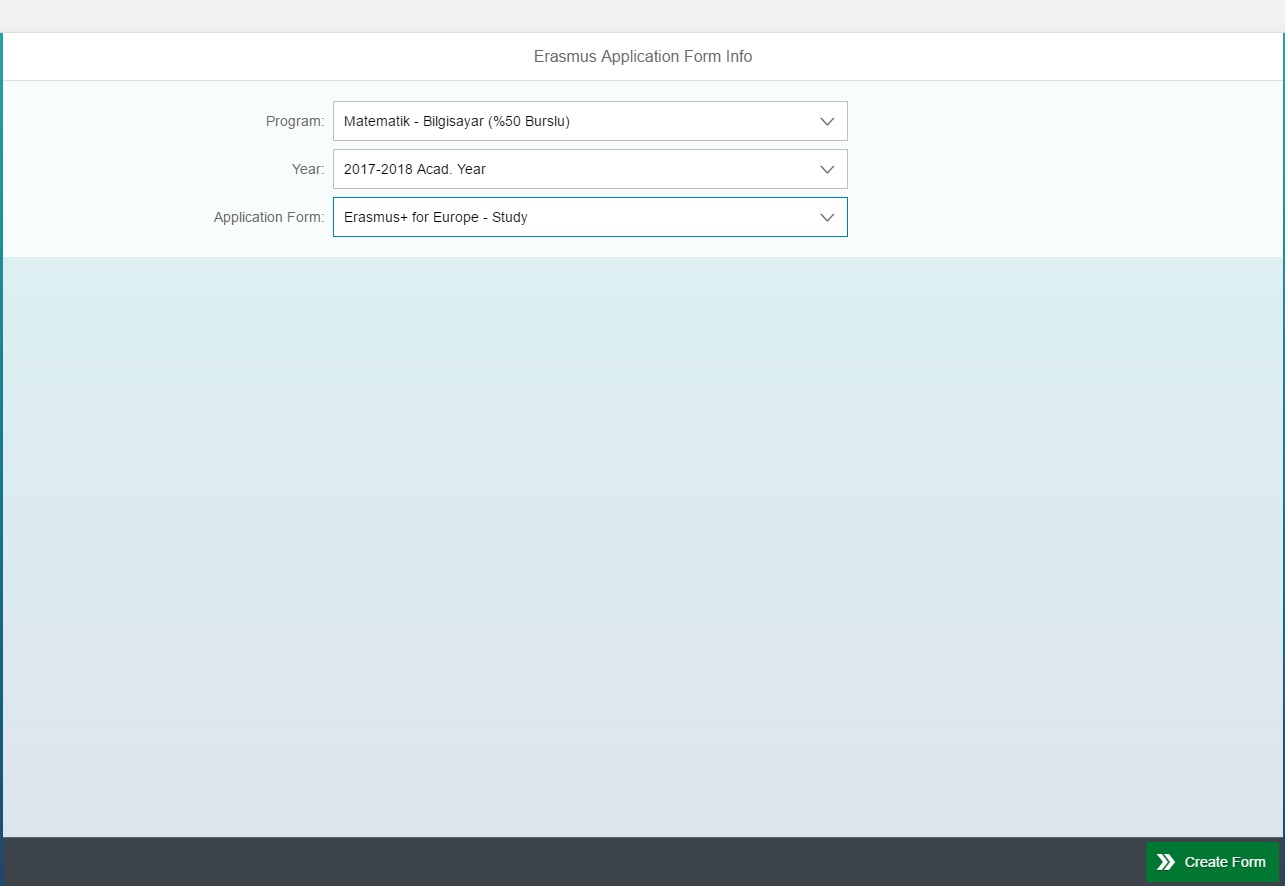 Erasmus Application Form Info
Program: Matematik - Bilgisayar (%50 Burslu)
Year: 2017-2018 Acad. Year
Application Form: Erasmus+ for Europe - Study
Create Form